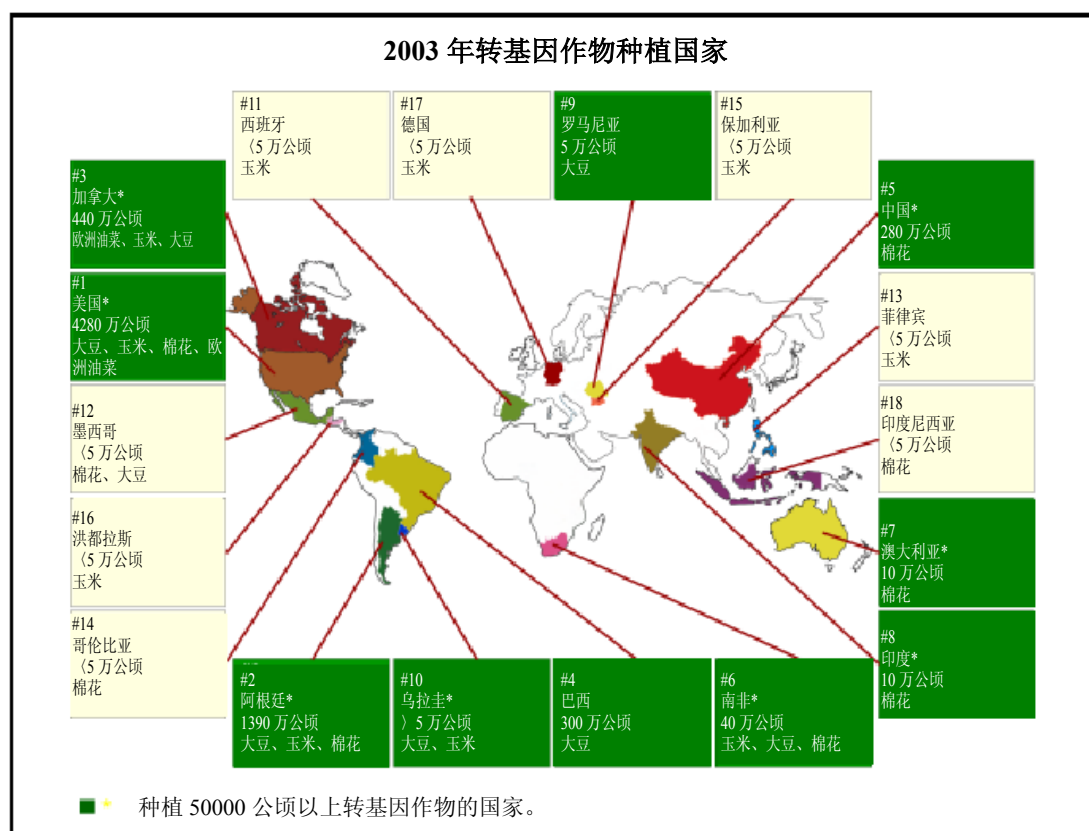 2003 年转基因作物种植国家
#11
西班牙
〈5 万公顷
玉米
#17
德国
〈5 万公顷
玉米
#9
罗马尼亚
5 万公顷
大豆
#15
保加利亚
〈5 万公顷
玉米
#3
加拿大*
440 万公顷
欧洲油菜、玉米、大豆
#1
美国*
4280 万公顷
大豆、玉米、棉花、欧
洲油菜
#12
墨西哥
〈5 万公顷
棉花、大豆
#16
洪都拉斯
〈5 万公顷
玉米
#14
哥伦比亚
〈5 万公顷
棉花
#5
中国*
280 万公顷
棉花
#13
菲律宾
〈5 万公顷
玉米
#18
印度尼西亚
〈5 万公顷
棉花
#7
澳大利亚*
10 万公顷
棉花
#8
印度*
10 万公顷
棉花
#2
阿根廷*
1390 万公顷
大豆、玉米、棉花
#10
乌拉圭*
〉5 万公顷
大豆、玉米
#4
巴西
300 万公顷
大豆
#6
南非*
40 万公顷
玉米、大豆、棉花
* 种植 50000 公顷以上转基因作物的国家。